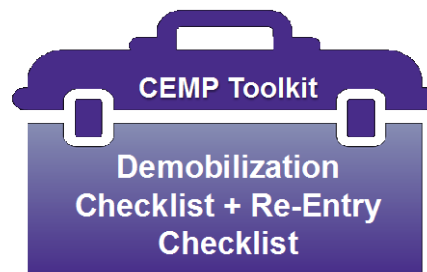 CEMP Toolkit
Demobilization
Checklist + Re-Entry
Checklist